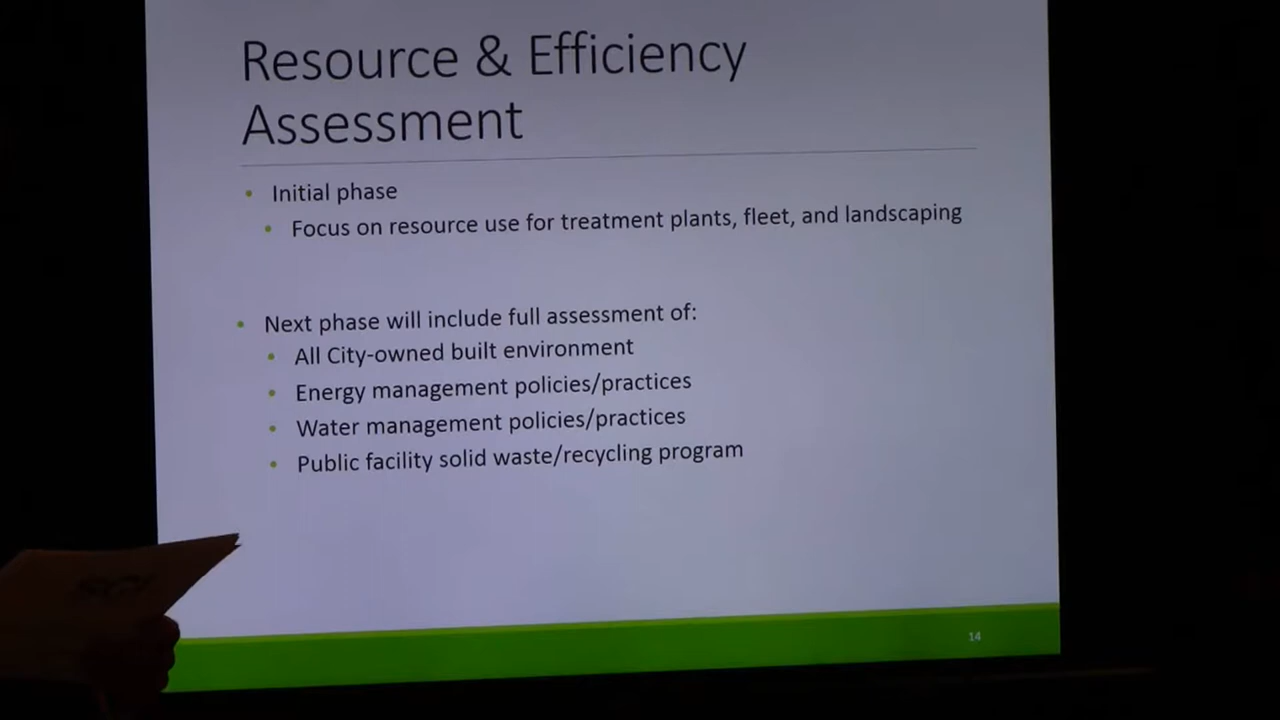 Resource & Efficiency
Assessment
• Initial phase
• Focus on resource use for treatment plants, fleet, and landscaping
• Next phase will include full assessment of:
• All City-owned built environment
• Energy management policies/practices
• Water management policies/practices
• Public facility solid waste/recycling program
14